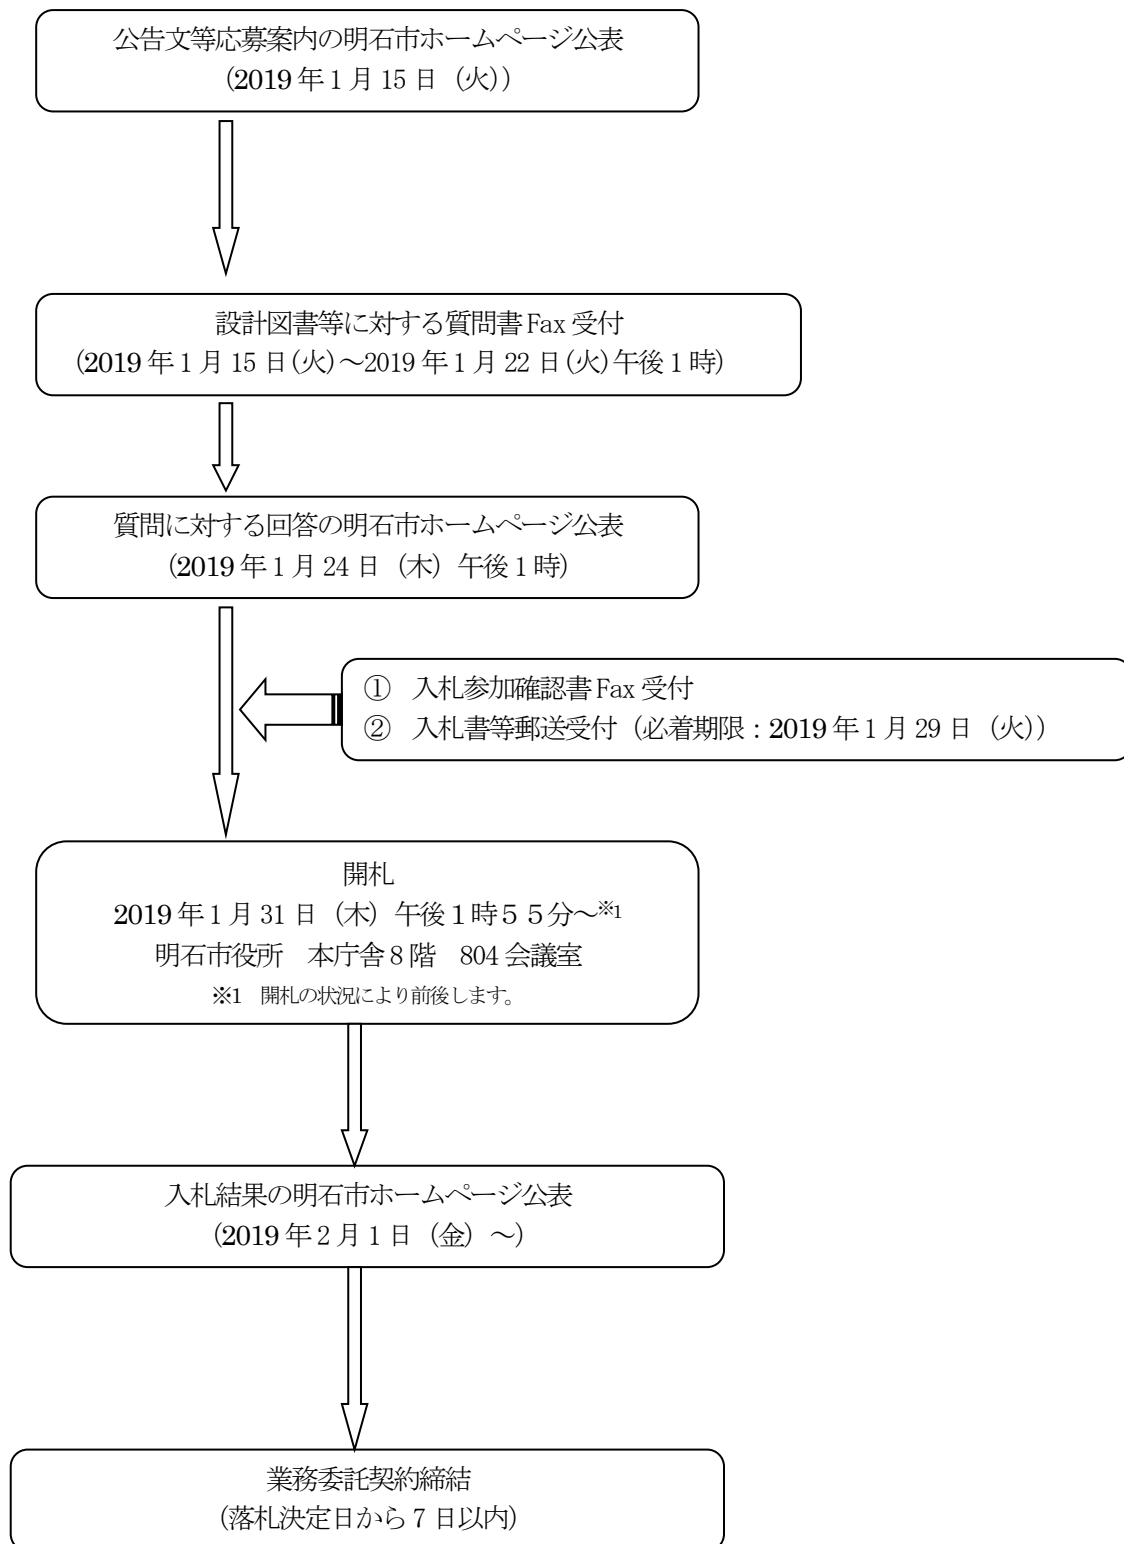 公告文等応募案内の明石市ホームページ公表
（2019年1月15日（火））
設計図書等に対する質問書Fax受付
（2019年1月15日（火）～2019年1月22日（火）午後1時）
質問に対する回答の明石市ホームページ公表
（2019年1月24日（木）午後1時）
①　入札参加確認書Fax受付
②　入札書等郵送受付（必着期限：2019年1月29日（火））
開札
2019年1月31日（木）午後1時５５分～※1
明石市役所　本庁舎8階　804会議室
※1　開札の状況により前後します。
入札結果の明石市ホームページ公表
（2019年2月1日（金）～）
業務委託契約締結
（落札決定日から7日以内）